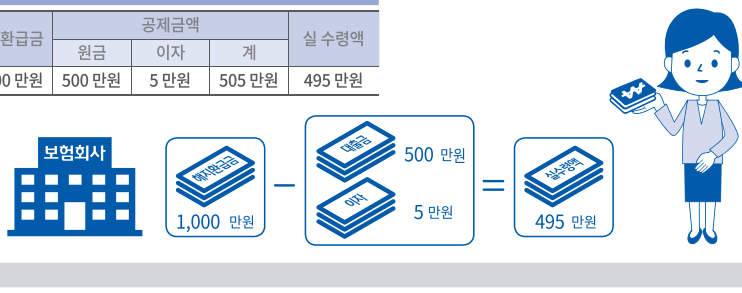 환급금 공제금액 실 수령액
원금 이자 계
만원 500 만원 5 만원 505 만원 495 만원
보험회사
해지환급금
1,000 만원
대출금
500 만원
이자
5 만원
실수령액
495 만원